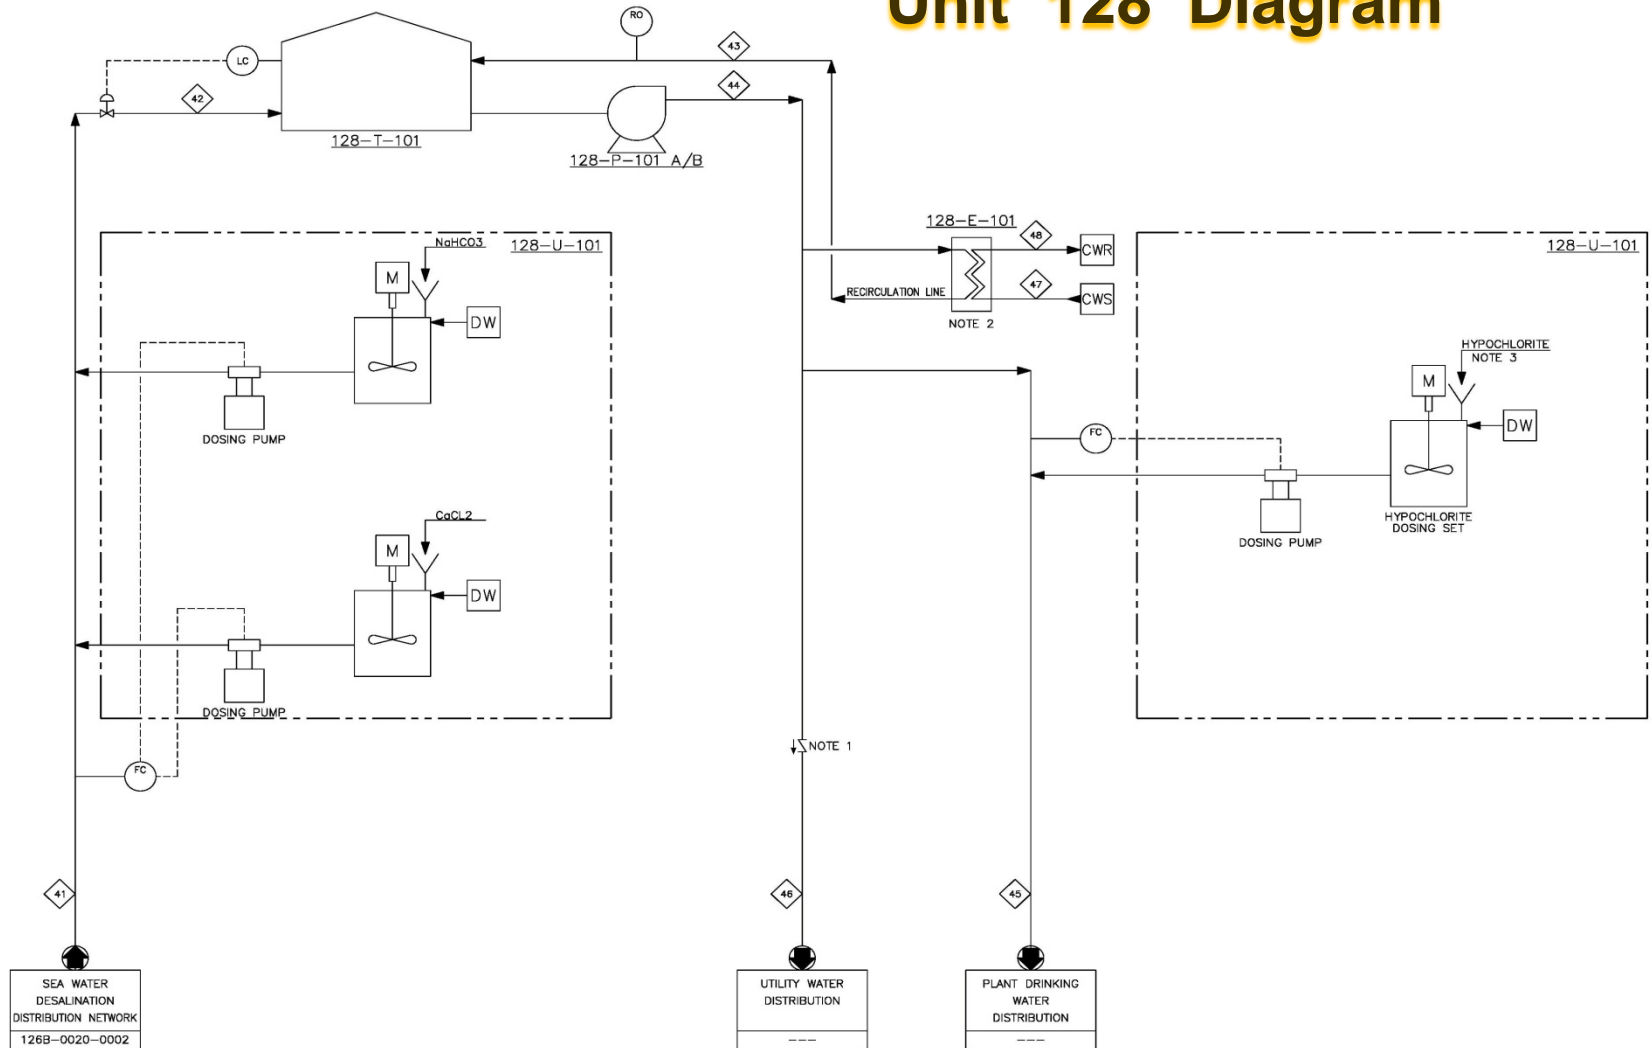 Unit 128 Diagram
RO
43
LC
44
42
128-T-101
128-P-101 A/B
128-E-101
48
CWR
47
CWS
RECIRCULATION LINE
NOTE 2
NaHCO3
128-U-101
M
DW
DOSING PUMP
CaCL2
M
DW
DOSING PUMP
FC
128-U-101
HYPOCHLORITE
NOTE 3
M
DW
FC
HYPOCHLORITE
DOSING SET
DOSING PUMP
NOTE 1
41
46
45
SEA WATER
DESALINATION
DISTRIBUTION NETWORK
126B-0020-0002
UTILITY WATER
DISTRIBUTION
---
PLANT DRINKING
WATER
DISTRIBUTION
---